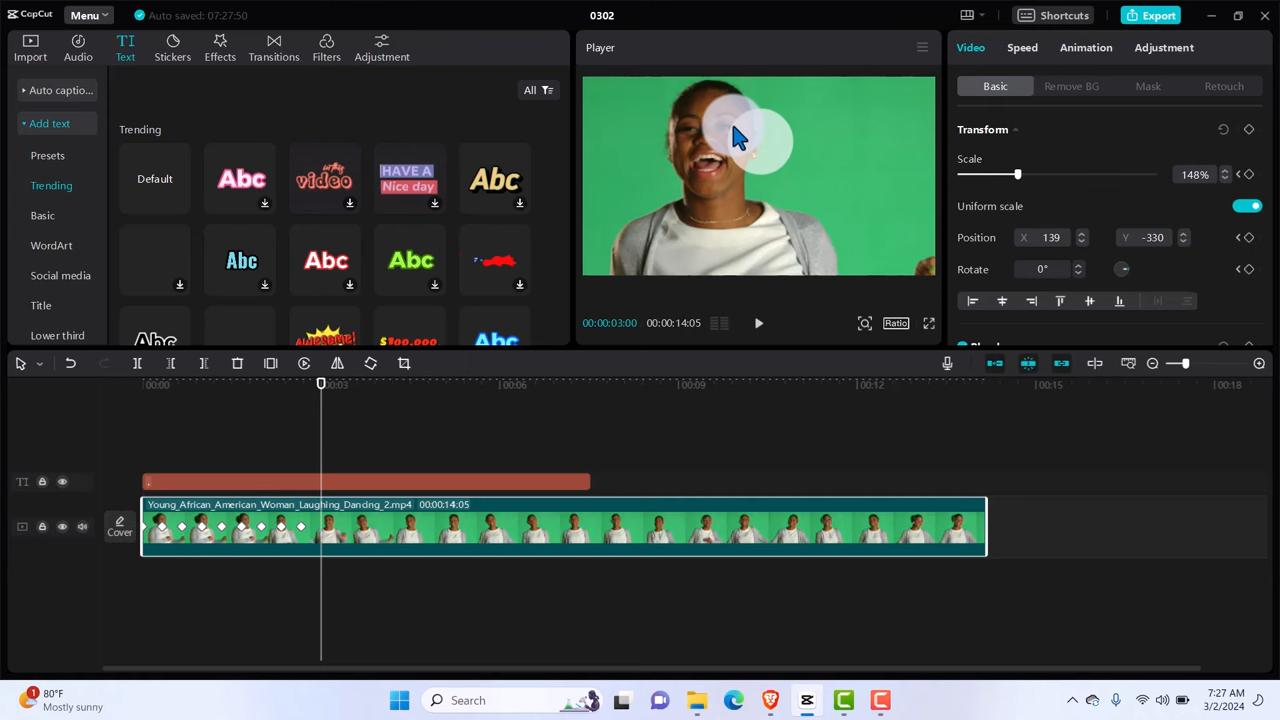 CapCut Menu Auto saved: 07:27:50 0302 Shortcuts Export
Import Audio Text Stickers Effects Transitions Filters Adjustment
Player
Video Speed Animation Adjustment
Auto captio...
All
Basic Remove BG Mask Retouch
Add text
Trending
Transform
Presets
Scale
148%
Trending
Default Abc video HAVE A Nice day Abc
Uniform scale
Basic
Position X 139 Y -330
WordArt
Abc Abc Abc
Rotate 0°
Social media
Title
Lower third
Abc AWesome! $100,000 Abc
00:00:03:00 00:00:14:05 Ratio
00:00 00:03 00:06 00:09 00:12 00:15 00:18
TI
Young_African_American_Woman_Laughing_Dancing_2.mp4 00:00:14:05
Cover
1 80°F
Mostly sunny
Search
7:27 AM
3/2/2024